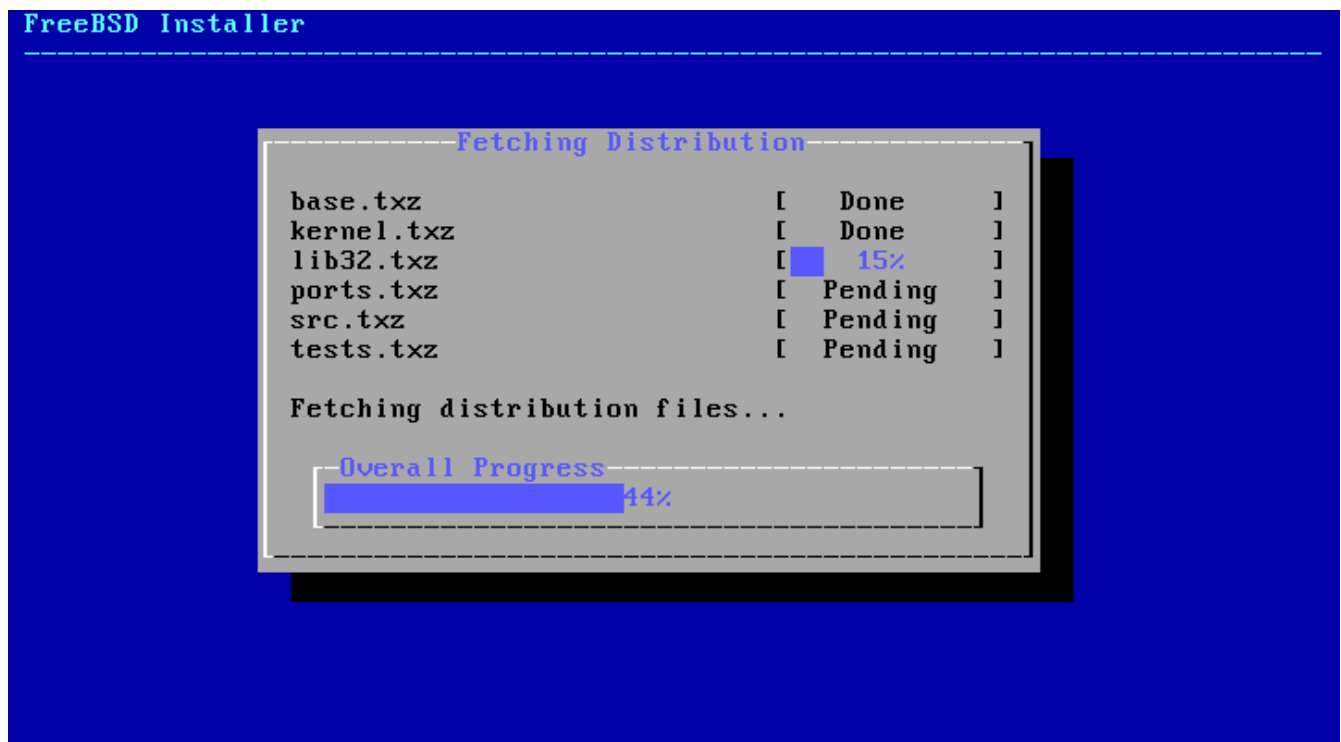 FreeBSD Installer
Fetching Distribution
base.txz [ Done ]
kernel.txz [ Done ]
lib32.txz [ 15% ]
ports.txz [ Pending ]
src.txz [ Pending ]
tests.txz [ Pending ]
Fetching distribution files...
Overall Progress
44%